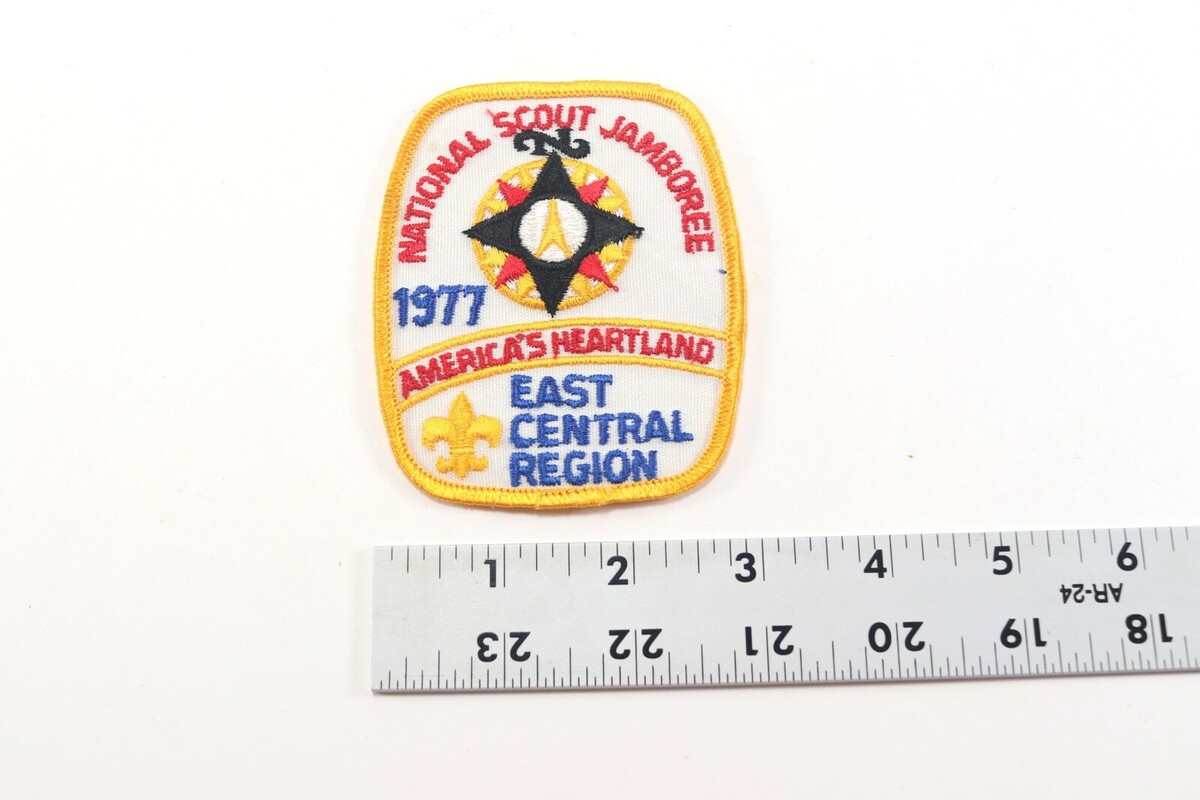 NATIONAL SCOUT JAMBOREE
N
1977
AMERICA'S HEARTLAND
EAST
CENTRAL
REGION
1 2 3 4 5 6
AR-24
23 22 21 20 19 18